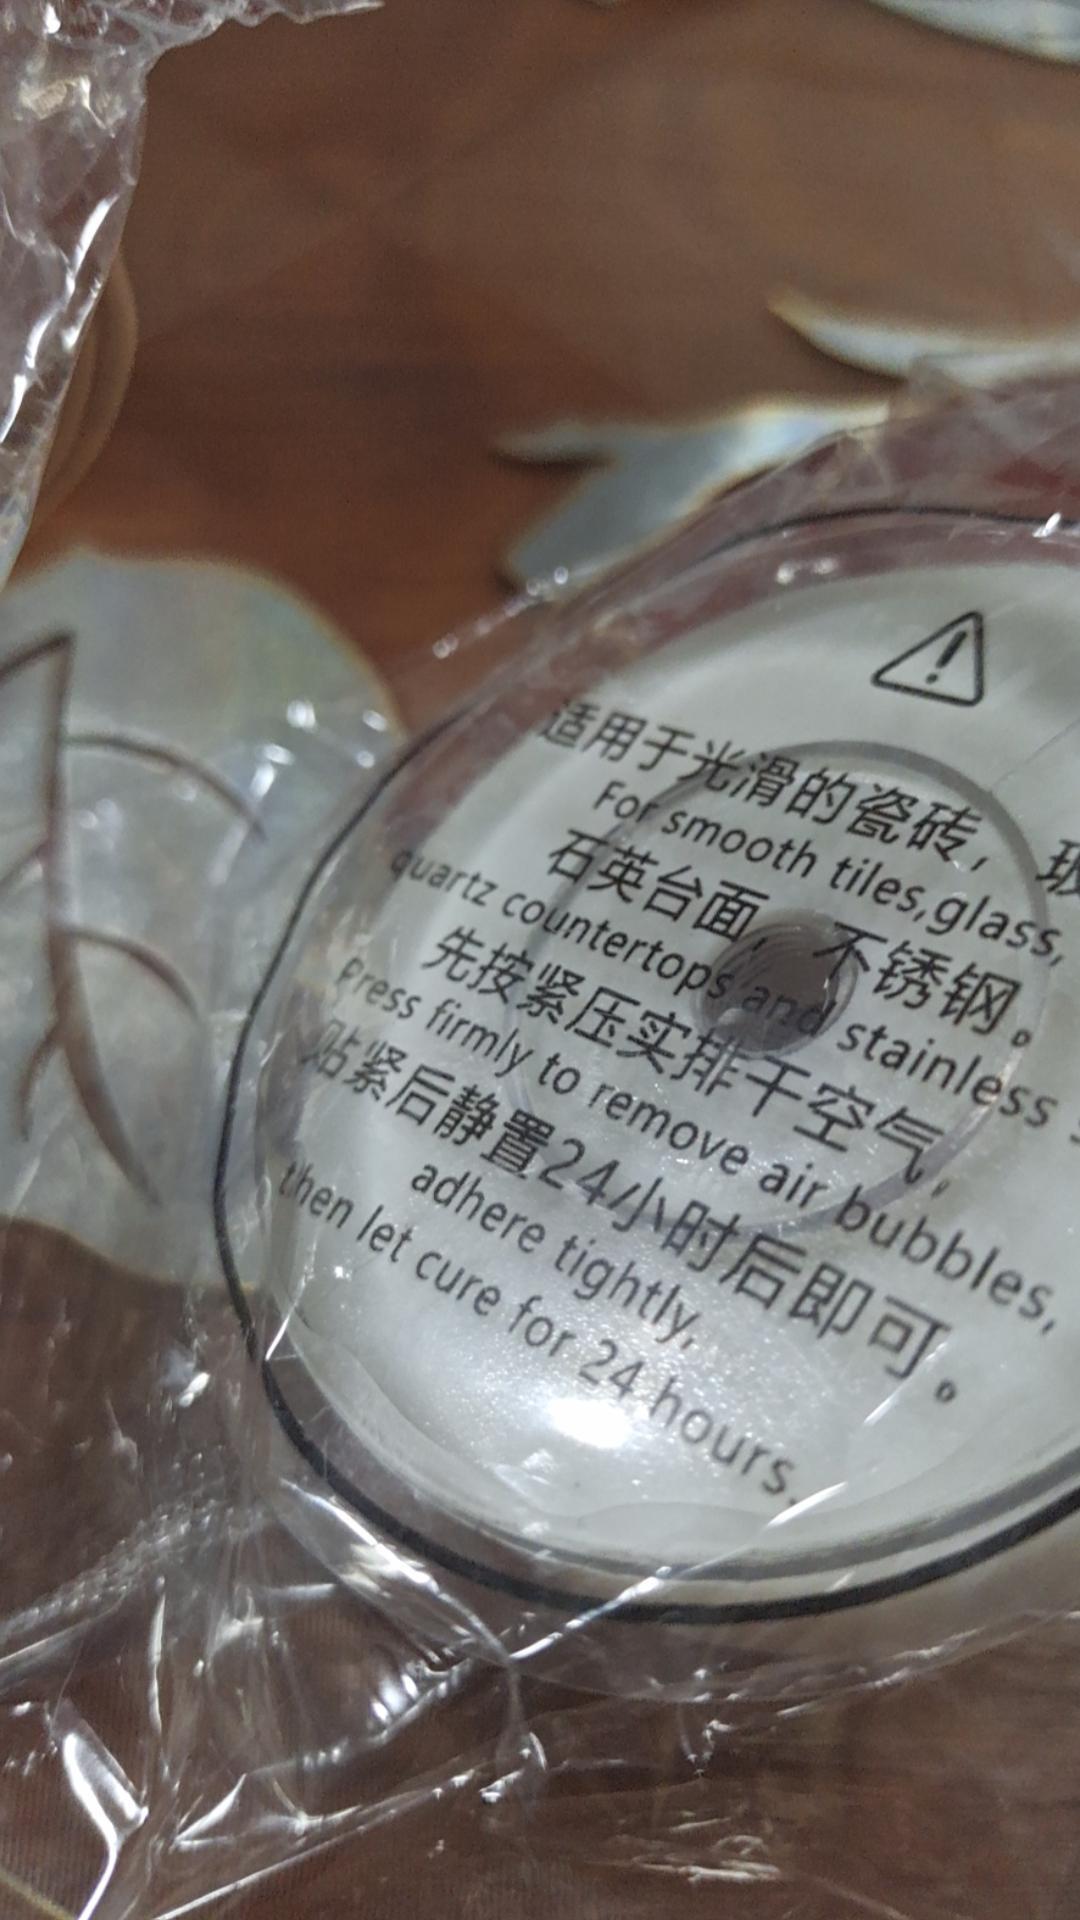 适用于光滑的瓷砖， 玻
For smooth tiles,glass,
石英台面， 不锈钢。
quartz countertops and stainless
先按紧压实排干空气，
Press firmly to remove air bubbles,
贴紧后静置24小时后即可。
adhere tightly,
then let cure for 24 hours.